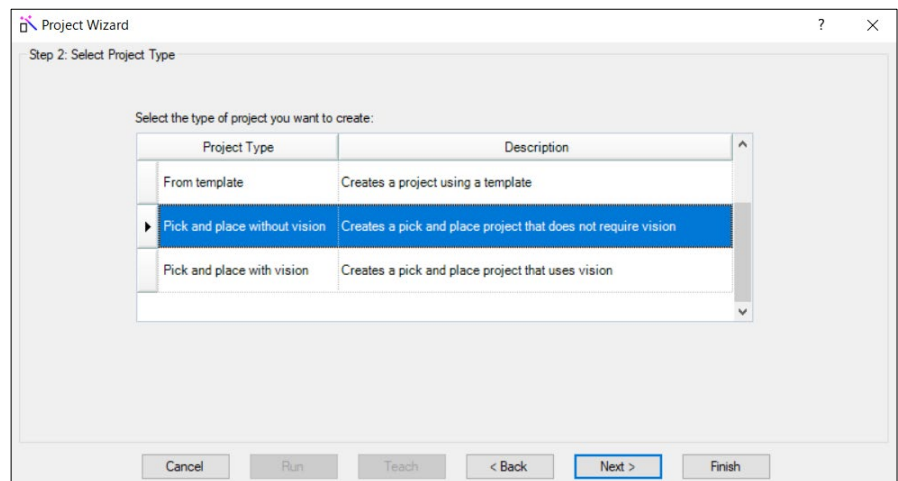 Project Wizard
?
Step 2: Select Project Type
Select the type of project you want to create:
Project Type Description
From template Creates a project using a template
Pick and place without vision Creates a pick and place project that does not require vision
Pick and place with vision Creates a pick and place project that uses vision
Cancel Run Teach < Back Next > Finish